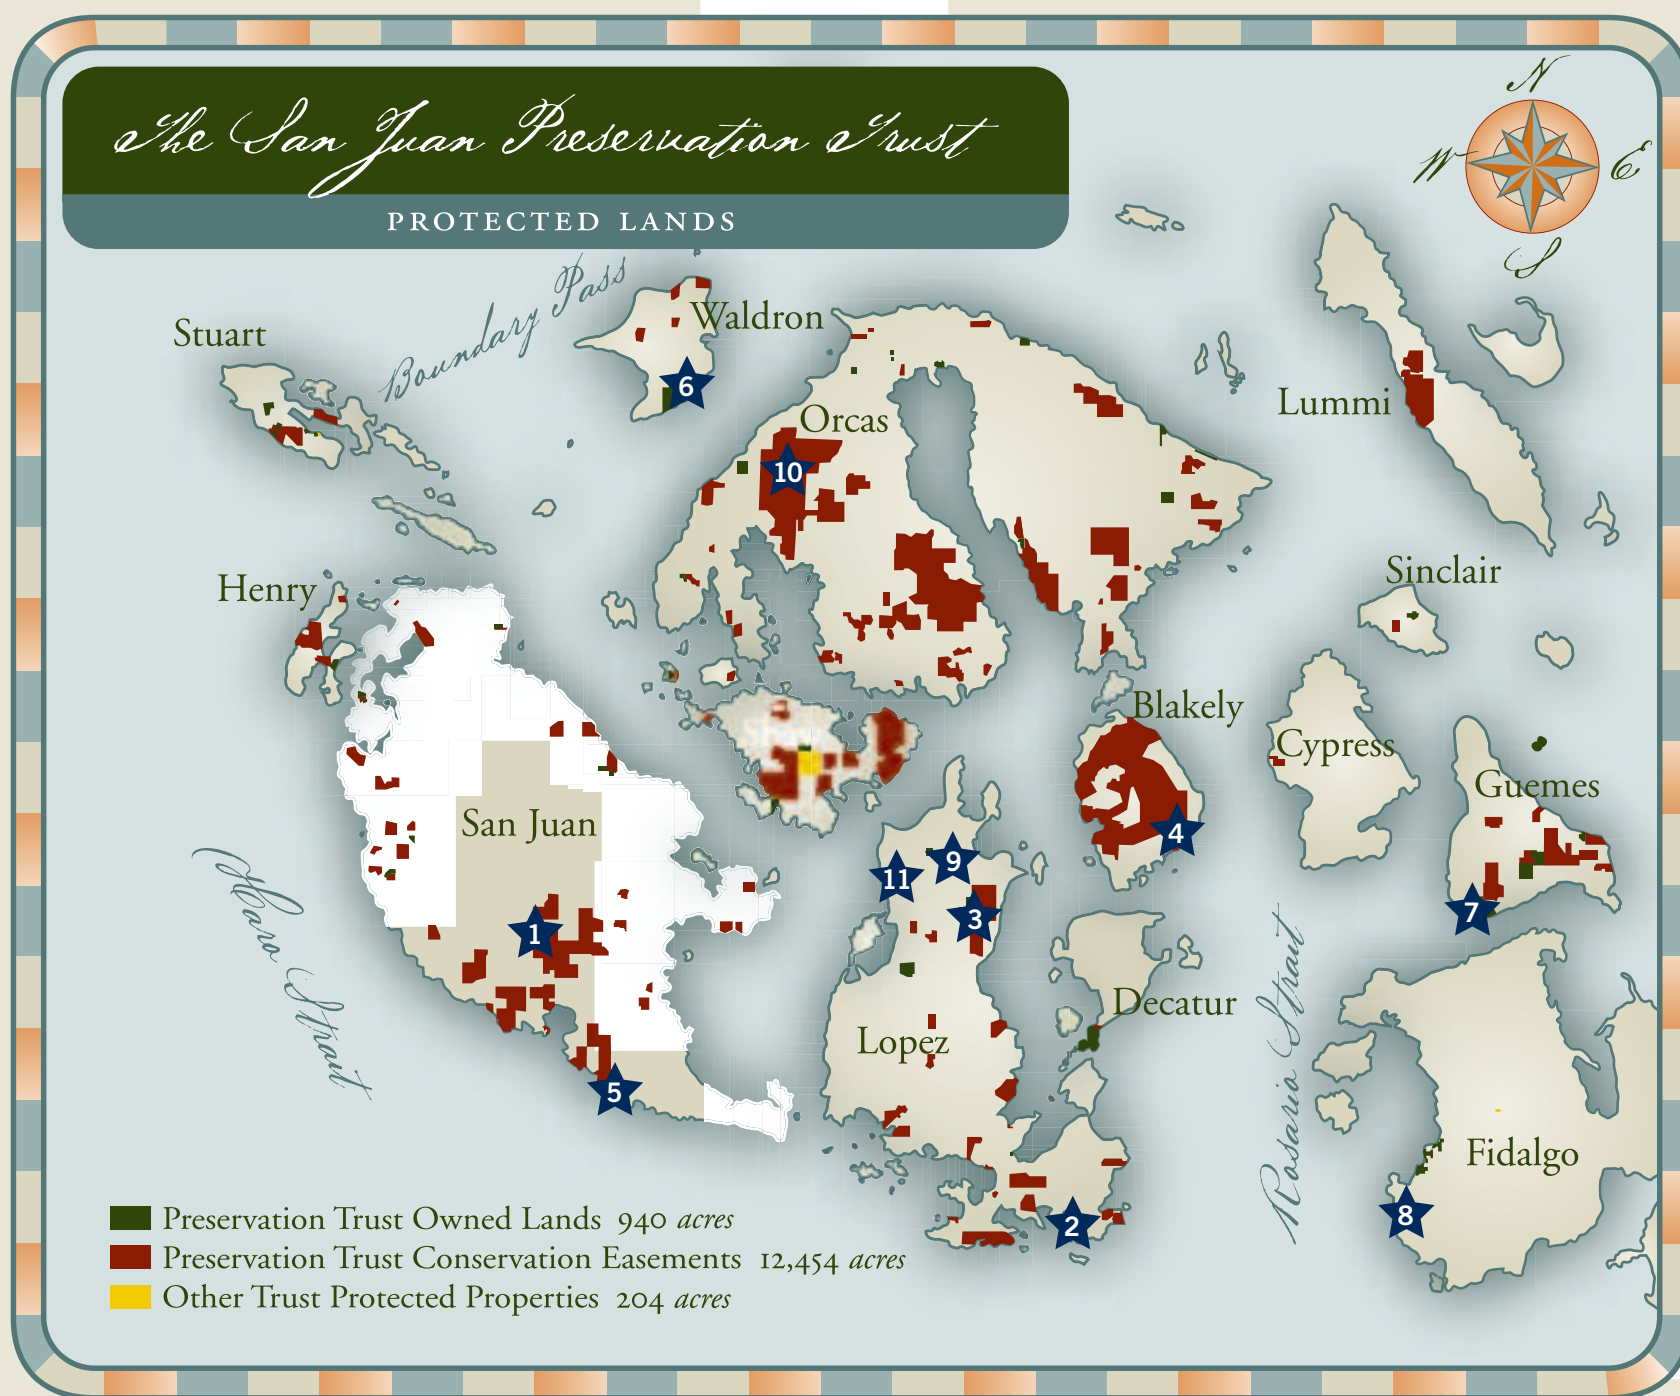 The San Juan Preservation Trust
PROTECTED LANDS
N
W
E
S
Boundary Pass
Stuart
Waldron
6
Orcas
Lummi
10
Henry
Sinclair
Blakely
Cypress
Guemes
San Juan
4
9
11
3
7
1
Haro Strait
Decatur
Rosario Strait
Lopez
5
Fidalgo
8
2
Preservation Trust Owned Lands 940 acres
Preservation Trust Conservation Easements 12,454 acres
Other Trust Protected Properties 204 acres